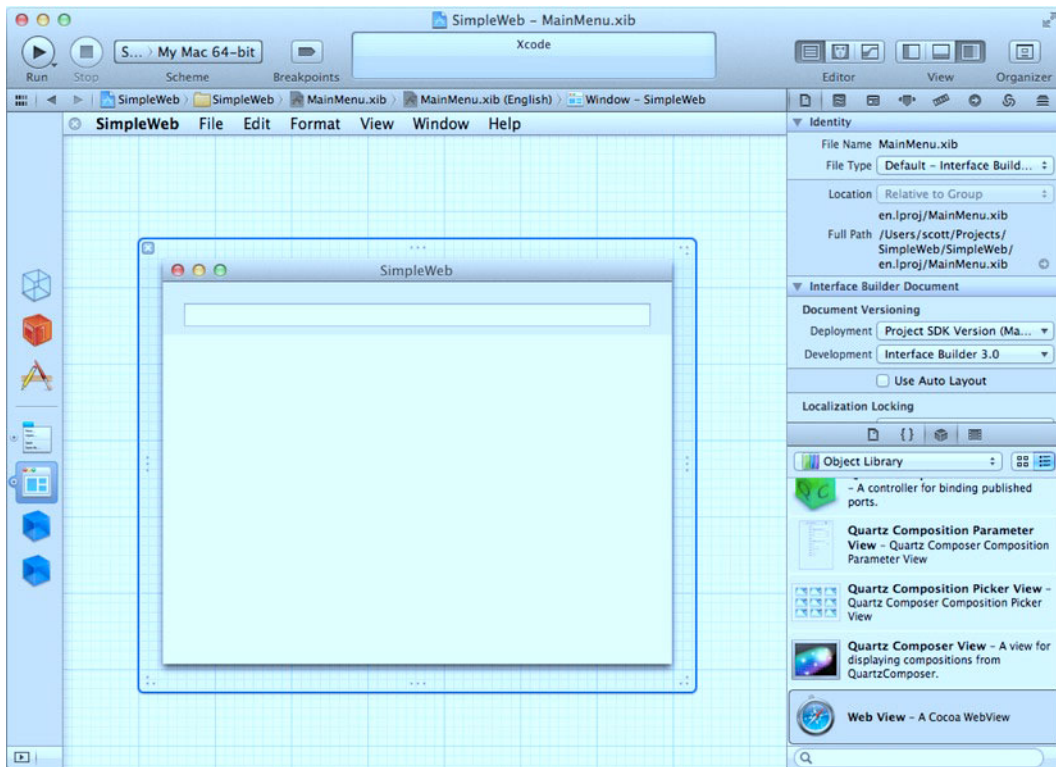 SimpleWeb – MainMenu.xib
S... My Mac 64-bit
Xcode
Run Stop Scheme Breakpoints Editor View Organizer
SimpleWeb SimpleWeb MainMenu.xib MainMenu.xib (English) Window – SimpleWeb
SimpleWeb File Edit Format View Window Help
SimpleWeb
Identity
File Name MainMenu.xib
File Type Default – Interface Build...
Location Relative to Group
en.lproj/MainMenu.xib
Full Path /Users/scott/Projects/
SimpleWeb/SimpleWeb/
en.lproj/MainMenu.xib
Interface Builder Document
Document Versioning
Deployment Project SDK Version (Ma...
Development Interface Builder 3.0
Use Auto Layout
Localization Locking
{}
Object Library
– A controller for binding published
ports.
Quartz Composition Parameter
View – Quartz Composer Composition
Parameter View
Quartz Composition Picker View –
Quartz Composer Composition Picker
View
Quartz Composer View – A view for
displaying compositions from
QuartzComposer.
Web View – A Cocoa WebView